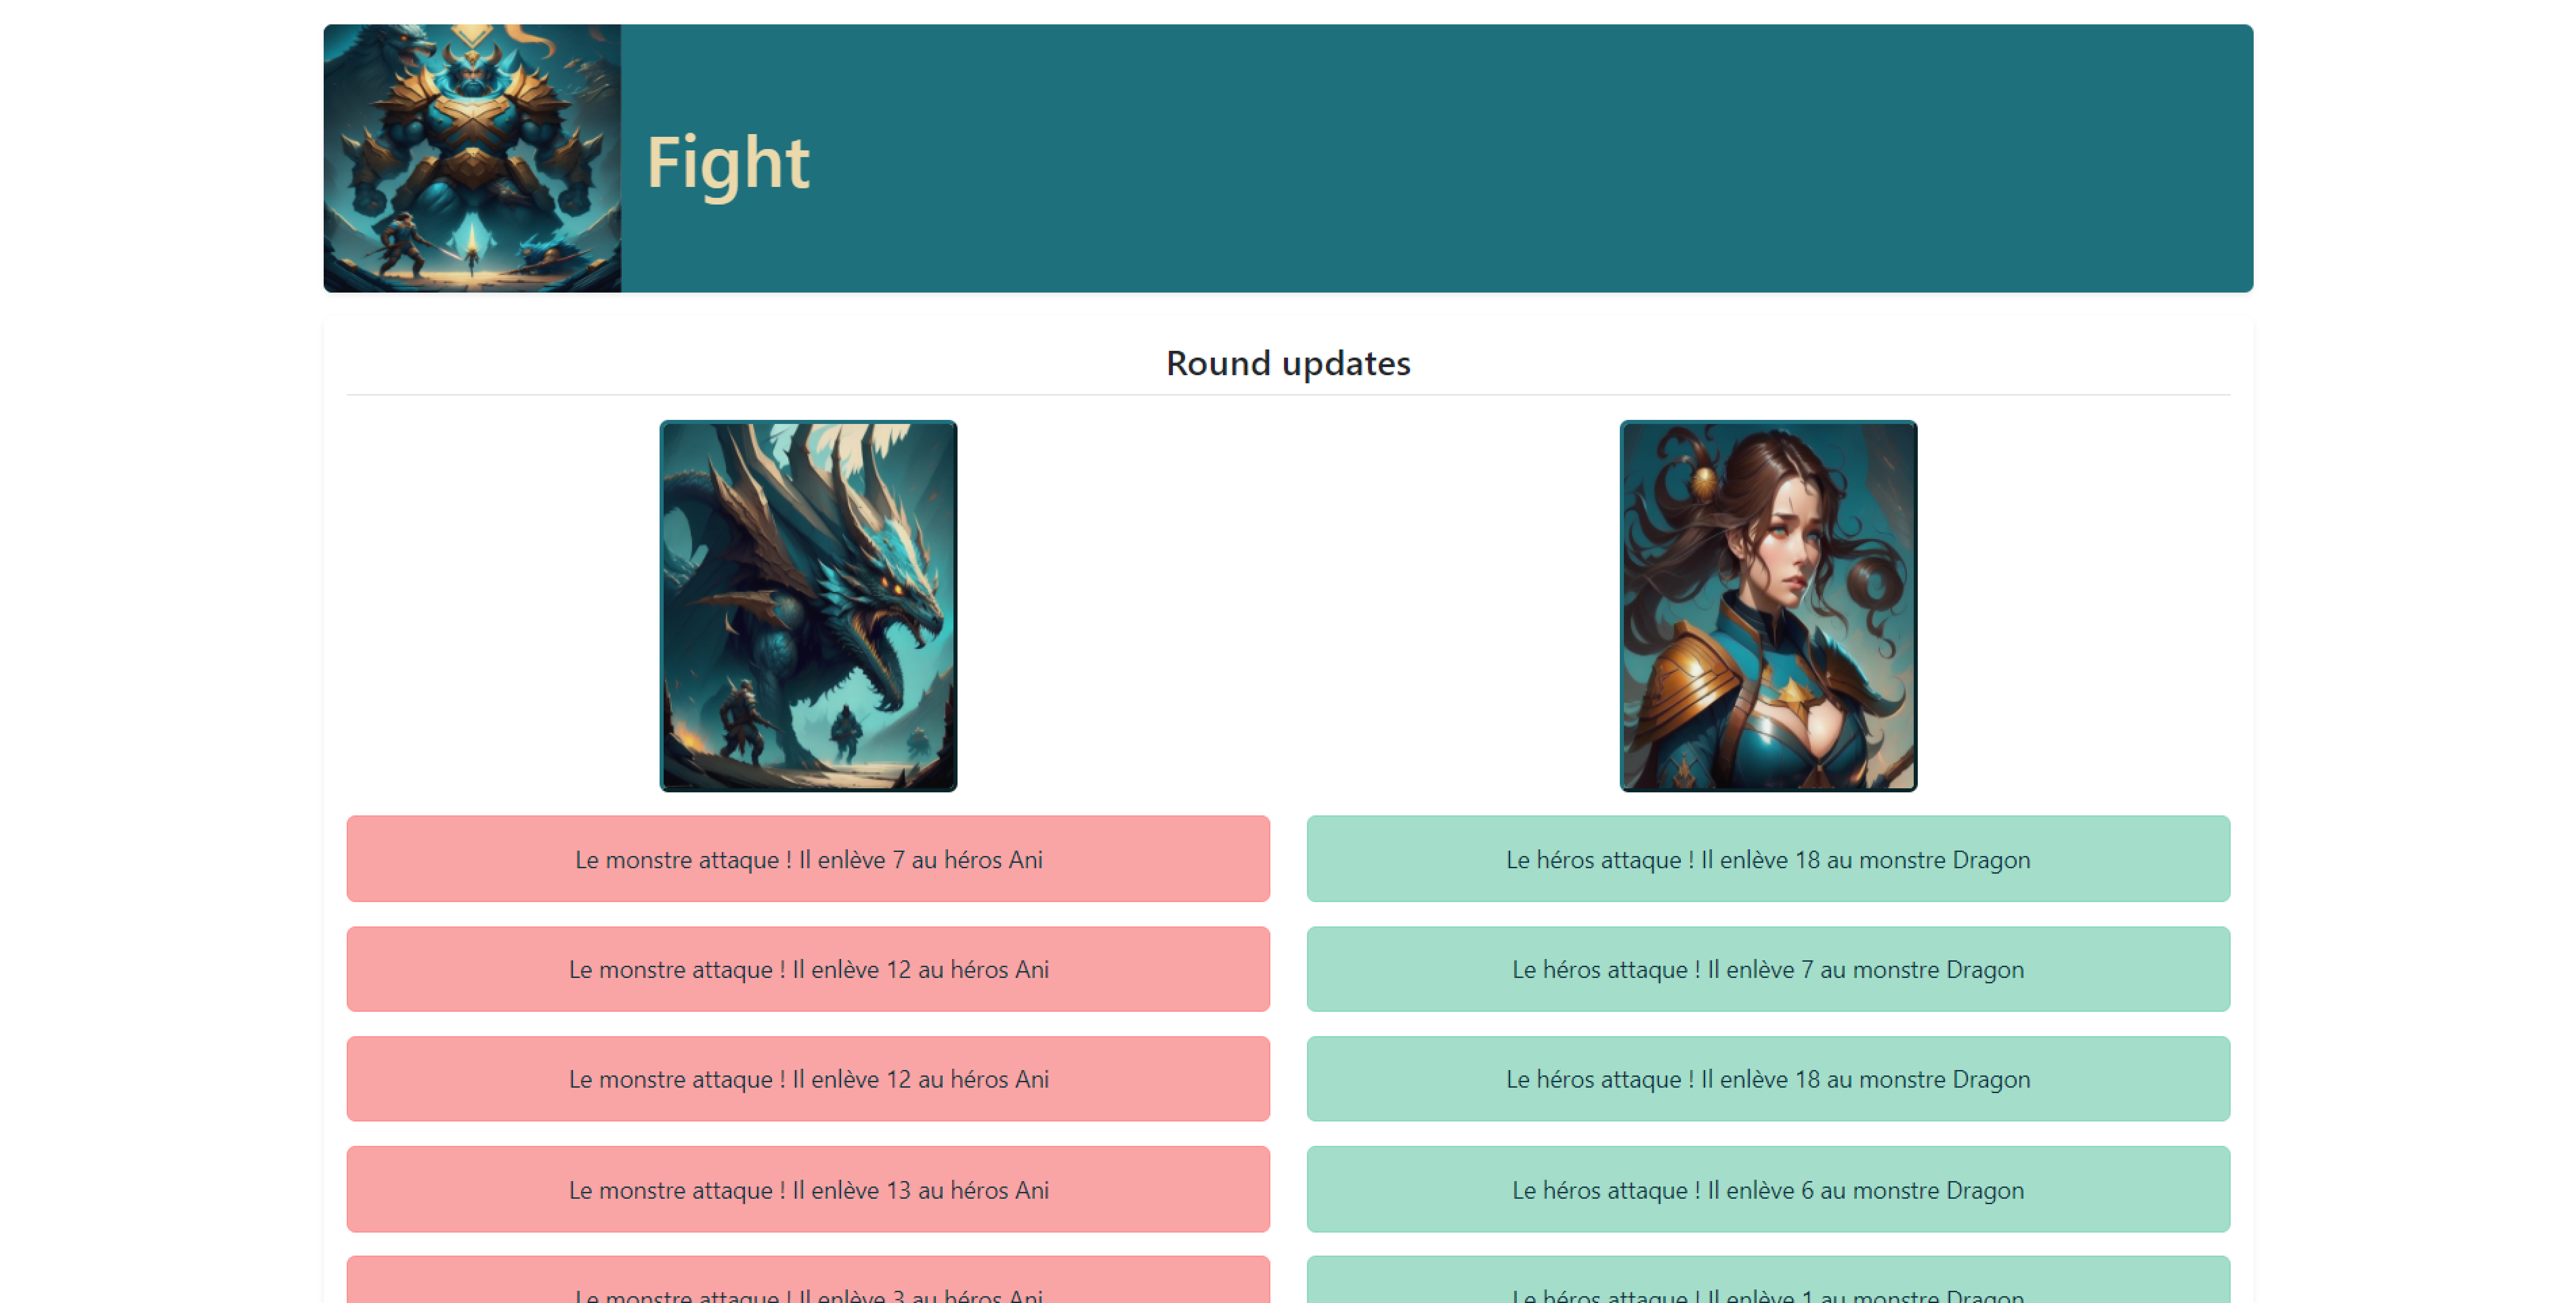 Fight
Round updates
Le monstre attaque ! Il enlève 7 au héros Ani
Le héros attaque ! Il enlève 18 au monstre Dragon
Le monstre attaque ! Il enlève 12 au héros Ani
Le héros attaque ! Il enlève 7 au monstre Dragon
Le monstre attaque ! Il enlève 12 au héros Ani
Le héros attaque ! Il enlève 18 au monstre Dragon
Le monstre attaque ! Il enlève 13 au héros Ani
Le héros attaque ! Il enlève 6 au monstre Dragon
Le monstre attaque ! Il enlève 3 au héros Ani
Le héros attaque ! Il enlève 1 au monstre Dragon